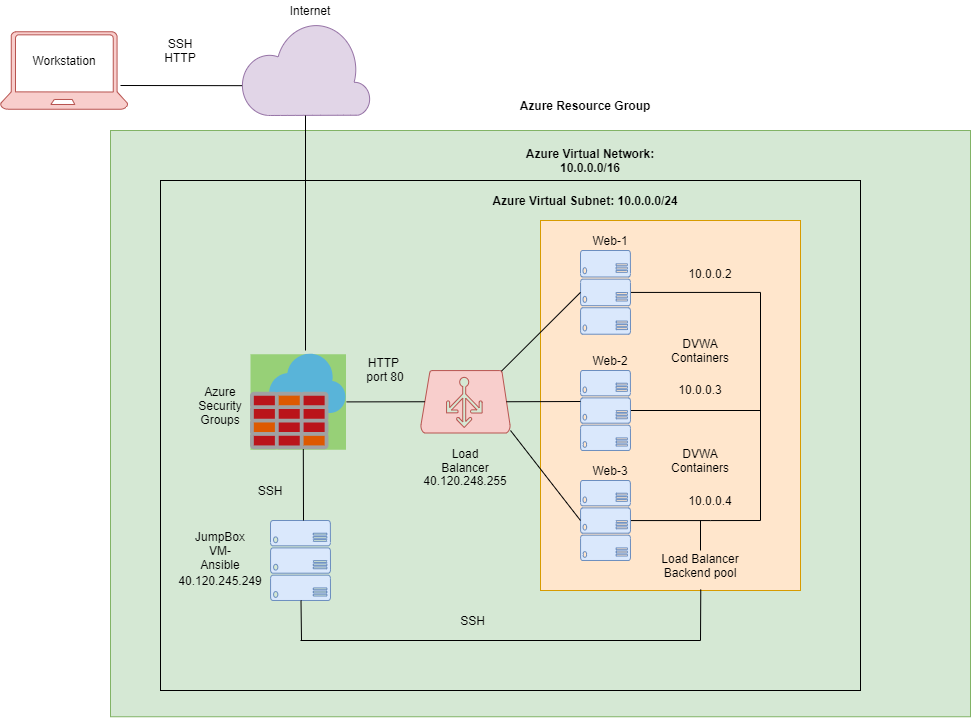 Internet
SSH
HTTP
Workstation
Azure Resource Group
Azure Virtual Network:
10.0.0.0/16
Azure Virtual Subnet: 10.0.0.0/24
Web-1
10.0.0.2
DVWA
Containers
HTTP
port 80
Web-2
10.0.0.3
Azure
Security
Groups
Load
Balancer
40.120.248.255
DVWA
Containers
Web-3
10.0.0.4
SSH
JumpBox
VM-
Ansible
40.120.245.249
Load Balancer
Backend pool
SSH